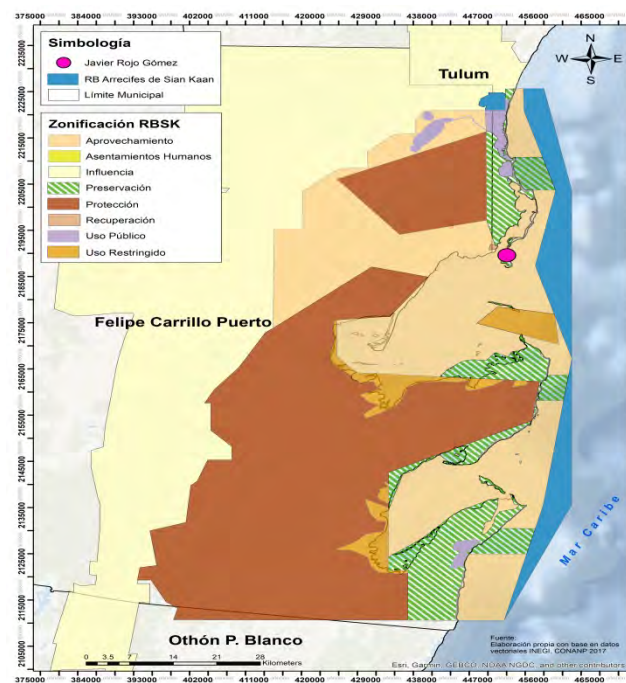 375000 384000 393000 402000 411000 420000 429000 438000 447000 456000 465000
Simbología
Javier Rojo Gómez
RB Arrecifes de Sian Kaan
Límite Municipal
Zonificación RBSK
Aprovechamiento
Asentamientos Humanos
Influencia
Preservación
Protección
Recuperación
Uso Público
Uso Restringido
Tulum
N
W E
S
2235000
2225000
2215000
2205000
2195000
2185000
2175000
2165000
2155000
2145000
2135000
2125000
2115000
2105000
Felipe Carrillo Puerto
Mar Caribe
Othón P. Blanco
0 3.5 7 14 21 28
Kilometers
Fuente:
Elaboración propia con base en datos
vectoriales INEGI, CONANP 2017
Esri, Garmin, GEBCO, NOAA NGDC, and other contributors
375000 384000 393000 402000 411000 420000 429000 438000 447000 456000 465000